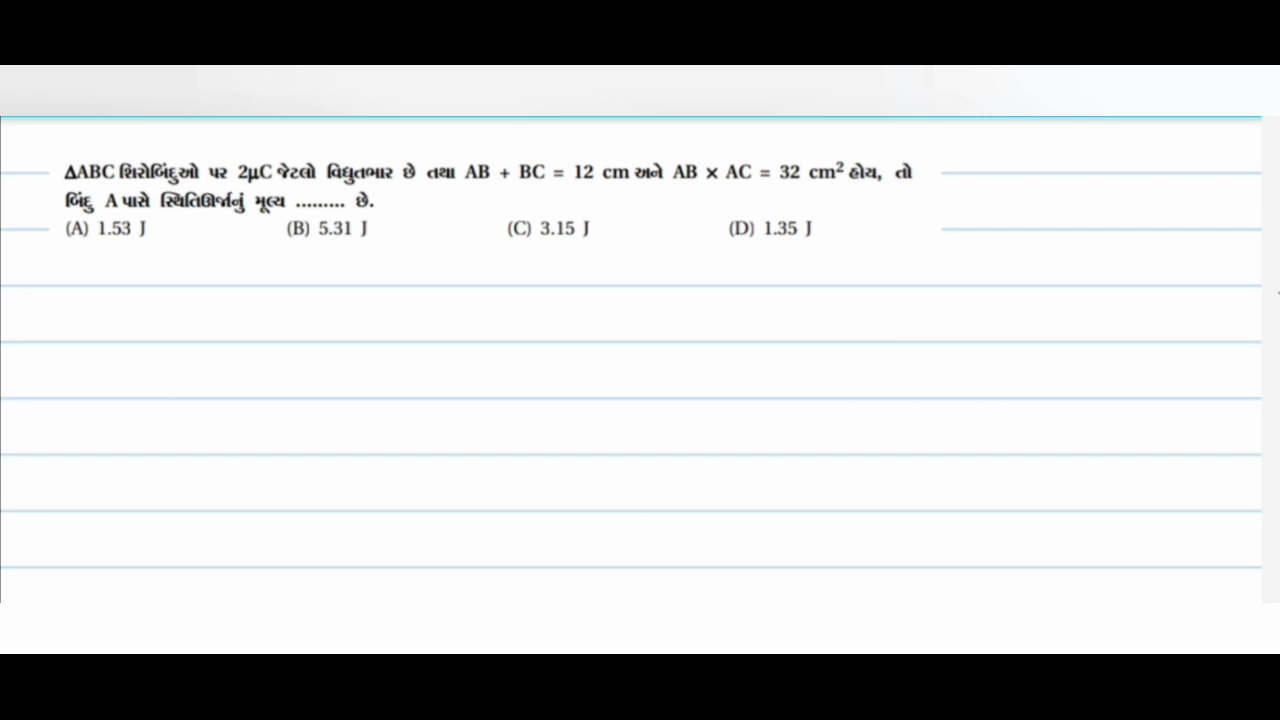 ΔABC શિરોબિંદુઓ પર 2μC જેટલો વિદ્યુતભાર છે તથા AB + BC = 12 cm અને AB × AC = 32 cm² હોય, તો
બિંદુ A પાસે સ્થિતિઊર્જાનું મૂલ્ય ......... છે.
(A) 1.53 J (B) 5.31 J (C) 3.15 J (D) 1.35 J